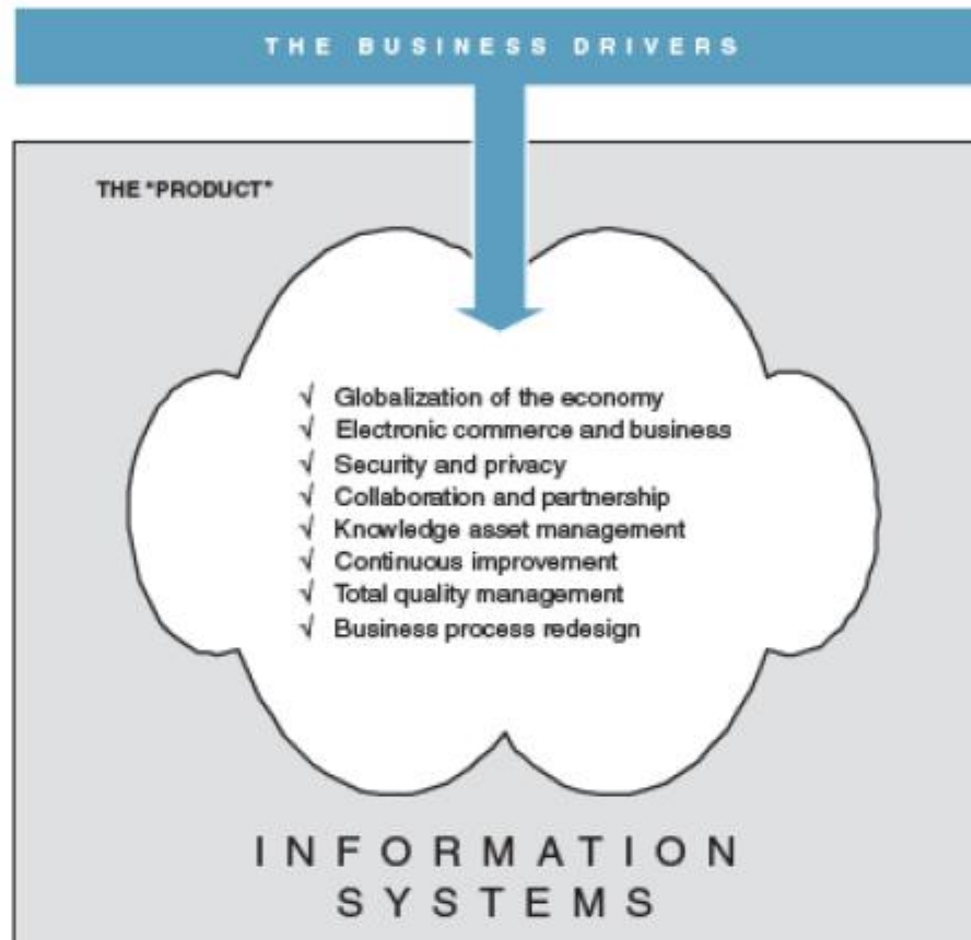 THE BUSINESS DRIVERS
THE "PRODUCT"
√ Globalization of the economy
√ Electronic commerce and business
√ Security and privacy
√ Collaboration and partnership
√ Knowledge asset management
√ Continuous improvement
√ Total quality management
√ Business process redesign
INFORMATION
SYSTEMS